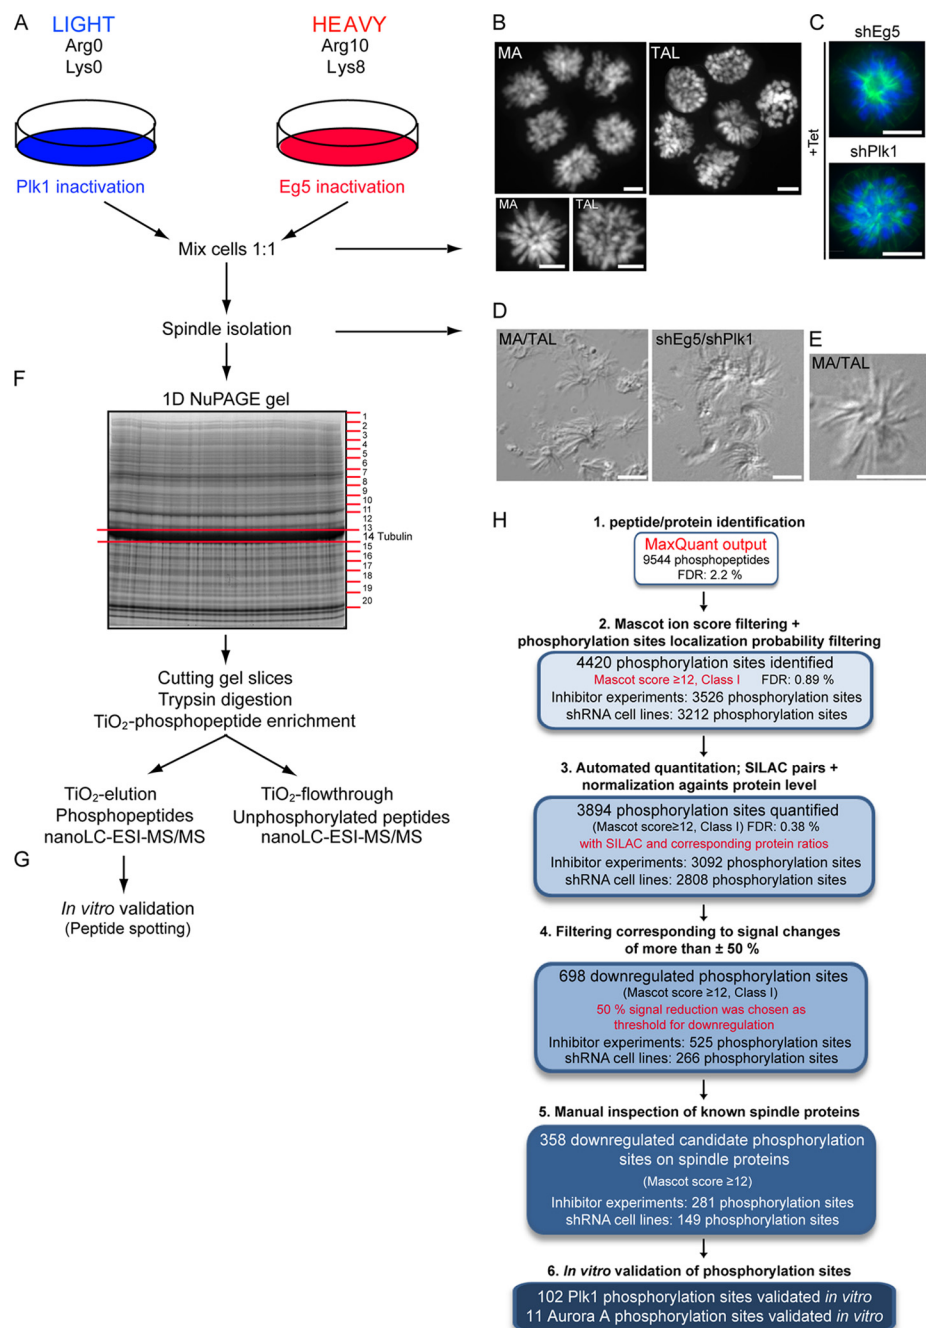 A
LIGHT
Arg0
Lys0
HEAVY
Arg10
Lys8
Plk1 inactivation
Eg5 inactivation
Mix cells 1:1
Spindle isolation
B
MA
TAL
MA
TAL
C
shEg5
+Tet
shPlk1
D
MA/TAL
shEg5/shPlk1
E
MA/TAL
F
1D NuPAGE gel
1
2
3
4
5
6
7
8
9
10
11
12
13
14 Tubulin
15
16
17
18
19
20
Cutting gel slices
Trypsin digestion
TiO2-phosphopeptide enrichment
TiO2-elution
Phosphopeptides
nanoLC-ESI-MS/MS
TiO2-flowthrough
Unphosphorylated peptides
nanoLC-ESI-MS/MS
G
In vitro validation
(Peptide spotting)
H
1. peptide/protein identification
MaxQuant output
9544 phosphopeptides
FDR: 2.2 %
2. Mascot ion score filtering +
phosphorylation sites localization probability filtering
4420 phosphorylation sites identified
Mascot score ≥12, Class I FDR: 0.89 %
Inhibitor experiments: 3526 phosphorylation sites
shRNA cell lines: 3212 phosphorylation sites
3. Automated quantitation; SILAC pairs +
normalization againts protein level
3894 phosphorylation sites quantified
(Mascot score≥12, Class I) FDR: 0.38 %
with SILAC and corresponding protein ratios
Inhibitor experiments: 3092 phosphorylation sites
shRNA cell lines: 2808 phosphorylation sites
4. Filtering corresponding to signal changes
of more than ± 50 %
698 downregulated phosphorylation sites
(Mascot score ≥12, Class I)
50 % signal reduction was chosen as
threshold for downregulation
Inhibitor experiments: 525 phosphorylation sites
shRNA cell lines: 266 phosphorylation sites
5. Manual inspection of known spindle proteins
358 downregulated candidate phosphorylation
sites on spindle proteins
(Mascot score ≥12)
Inhibitor experiments: 281 phosphorylation sites
shRNA cell lines: 149 phosphorylation sites
6. In vitro validation of phosphorylation sites
102 Plk1 phosphorylation sites validated in vitro
11 Aurora A phosphorylation sites validated in vitro